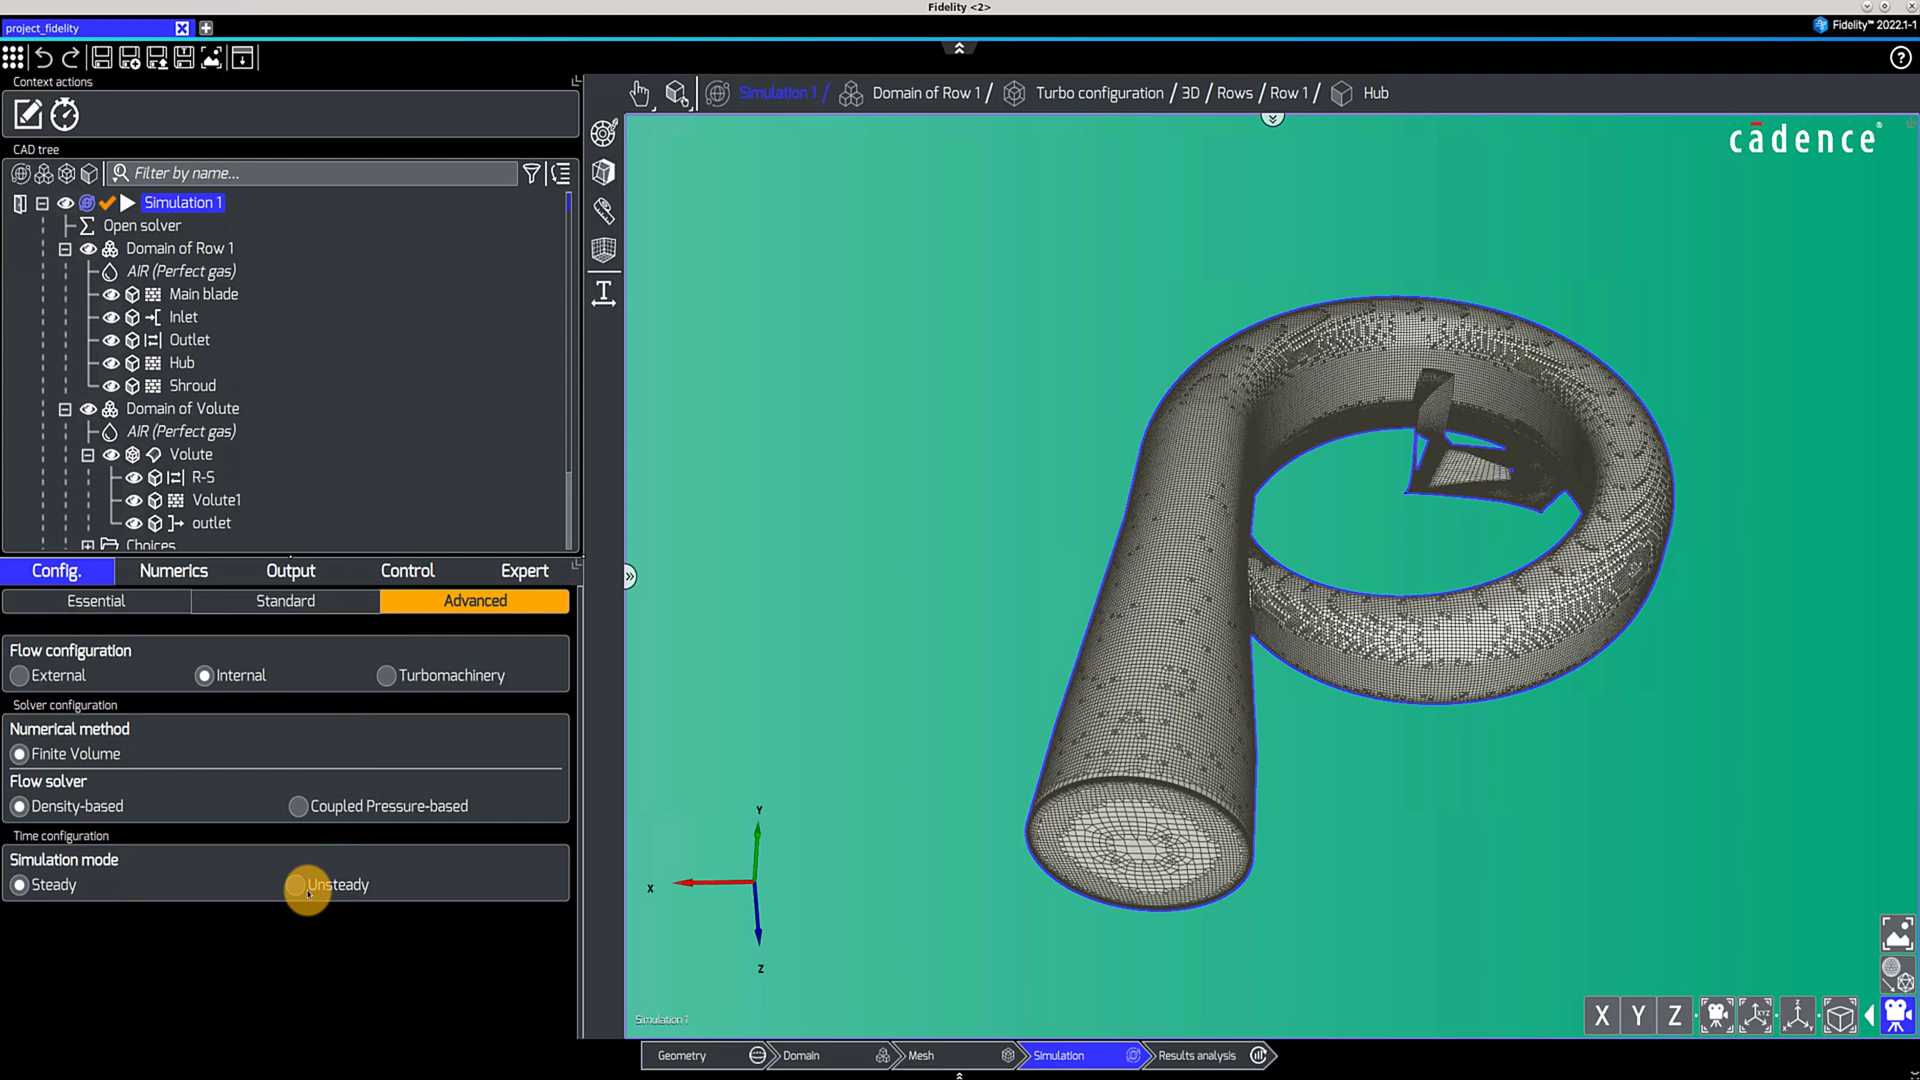 Fidelity <2>
project_fidelity
Fidelity™ 2022.1-1
Context actions
CAD tree
Filter by name...
Simulation 1
Open solver
Domain of Row 1
AIR (Perfect gas)
Main blade
Inlet
Outlet
Hub
Shroud
Domain of Volute
AIR (Perfect gas)
Volute
R-S
Volute1
outlet
Choices
Config. Numerics Output Control Expert
Essential Standard Advanced
Flow configuration
External Internal Turbomachinery
Solver configuration
Numerical method
Finite Volume
Flow solver
Density-based Coupled Pressure-based
Time configuration
Simulation mode
Steady Unsteady
Simulation 1 / Domain of Row 1 / Turbo configuration / 3D / Rows / Row 1 / Hub
cādence®
Y
X
Z
Simulation 1
X Y Z
Geometry Domain Mesh Simulation Results analysis